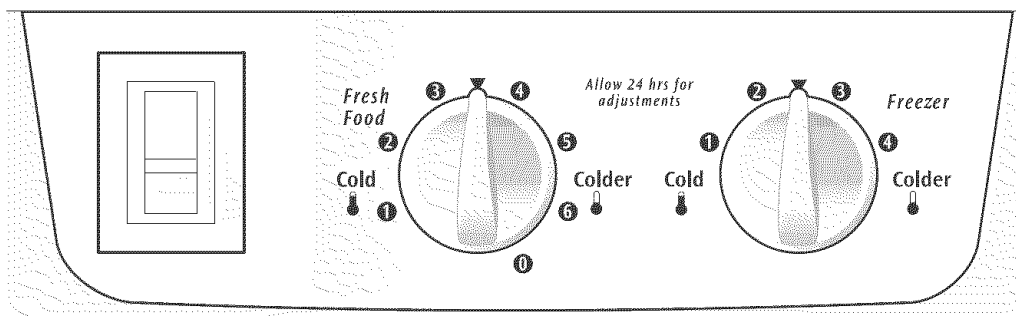 Fresh
Food
3
4
2
5
Cold
Colder
1
6
0
Allow 24 hrs for
adjustments
Freezer
2
3
1
4
Cold
Colder